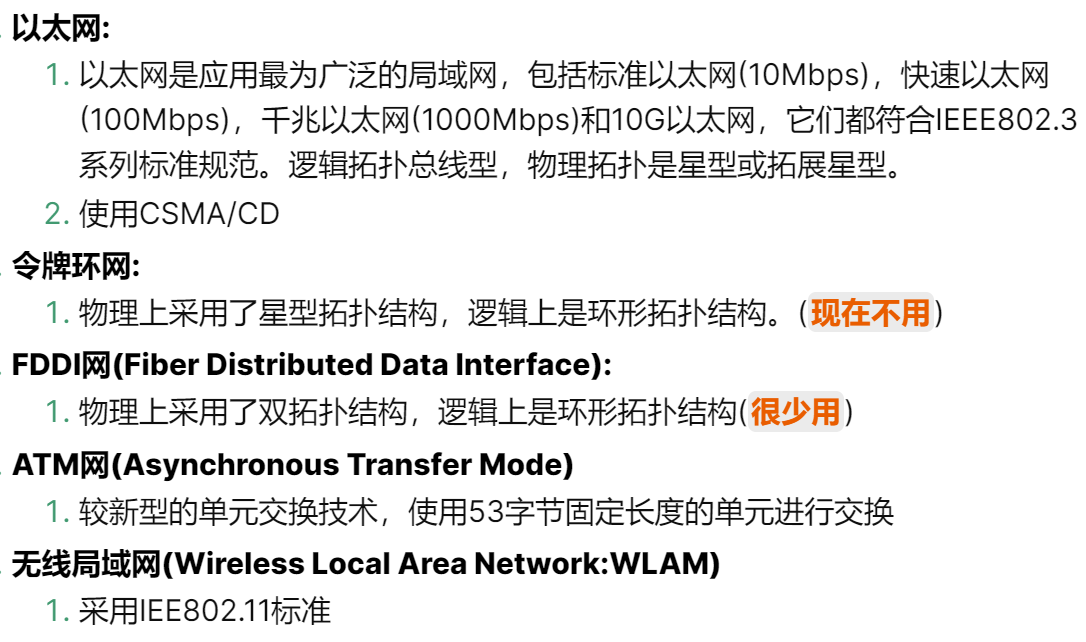 以太网:
1. 以太网是应用最为广泛的局域网，包括标准以太网(10Mbps)，快速以太网
(100Mbps)，千兆以太网(1000Mbps)和10G以太网，它们都符合IEEE802.3
系列标准规范。逻辑拓扑总线型，物理拓扑是星型或拓展星型。
2. 使用CSMA/CD
令牌环网:
1. 物理上采用了星型拓扑结构，逻辑上是环形拓扑结构。(现在不用)
FDDI网(Fiber Distributed Data Interface):
1. 物理上采用了双拓扑结构，逻辑上是环形拓扑结构(很少用)
ATM网(Asynchronous Transfer Mode)
1. 较新型的单元交换技术，使用53字节固定长度的单元进行交换
无线局域网(Wireless Local Area Network:WLAM)
1. 采用IEE802.11标准